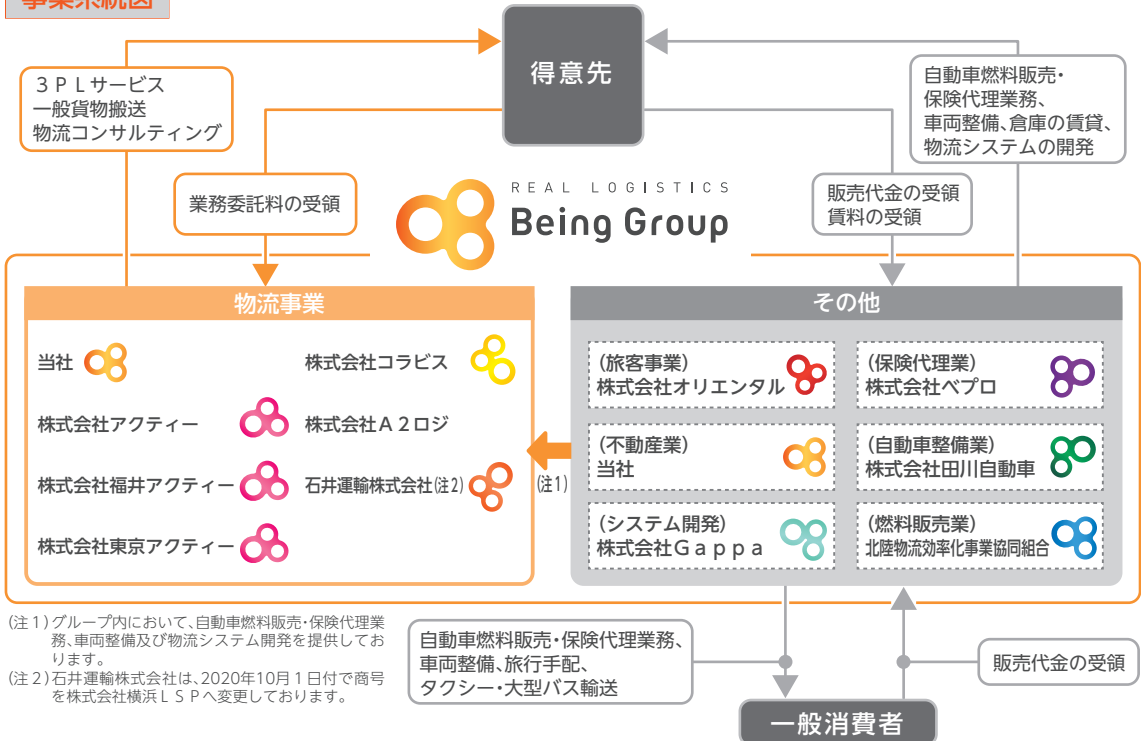 事業系統図
得意先
３ＰＬサービス
一般貨物搬送
物流コンサルティング
自動車燃料販売・
保険代理業務、
車両整備、倉庫の賃貸、
物流システムの開発
業務委託料の受領
REAL LOGISTICS
Being Group
販売代金の受領
賃料の受領
物流事業
当社
株式会社コラビス
株式会社アクティー
株式会社Ａ２ロジ
株式会社福井アクティー
石井運輸株式会社(注2)
株式会社東京アクティー
(注1)
その他
(旅客事業)
株式会社オリエンタル
(保険代理業)
株式会社ベプロ
(不動産業)
当社
(自動車整備業)
株式会社田川自動車
(システム開発)
株式会社Ｇａｐｐａ
(燃料販売業)
北陸物流効率化事業協同組合
(注１)グループ内において、自動車燃料販売・保険代理業
務、車両整備及び物流システム開発を提供してお
ります。
(注２)石井運輸株式会社は、2020年10月１日付で商号
を株式会社横浜ＬＳＰへ変更しております。
自動車燃料販売・保険代理業務、
車両整備、旅行手配、
タクシー・大型バス輸送
販売代金の受領
一般消費者